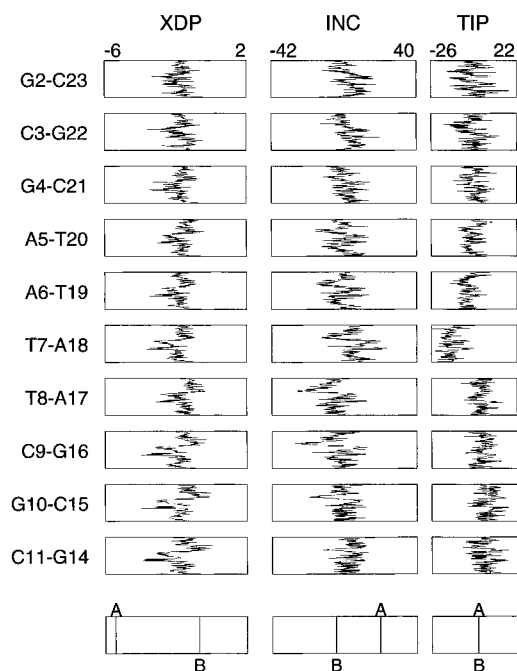 XDP INC TIP
-6 2 -42 40 -26 22
G2-C23
C3-G22
G4-C21
A5-T20
A6-T19
T7-A18
T8-A17
C9-G16
G10-C15
C11-G14
A A A
B B B